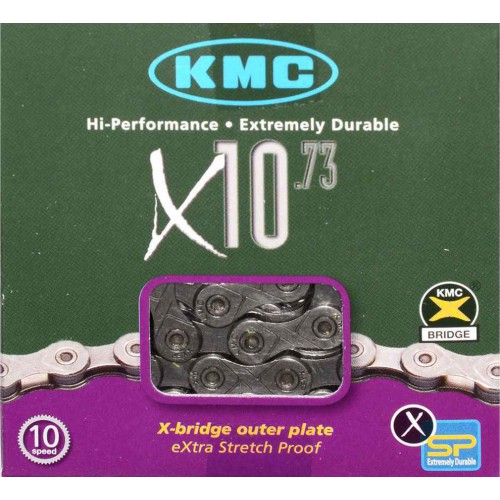 KMC
Hi-Performance • Extremely Durable
X10.73
KMC
®
BRIDGE
X-bridge outer plate
eXtra Stretch Proof
10
speed
X
SP
Extremely Durable